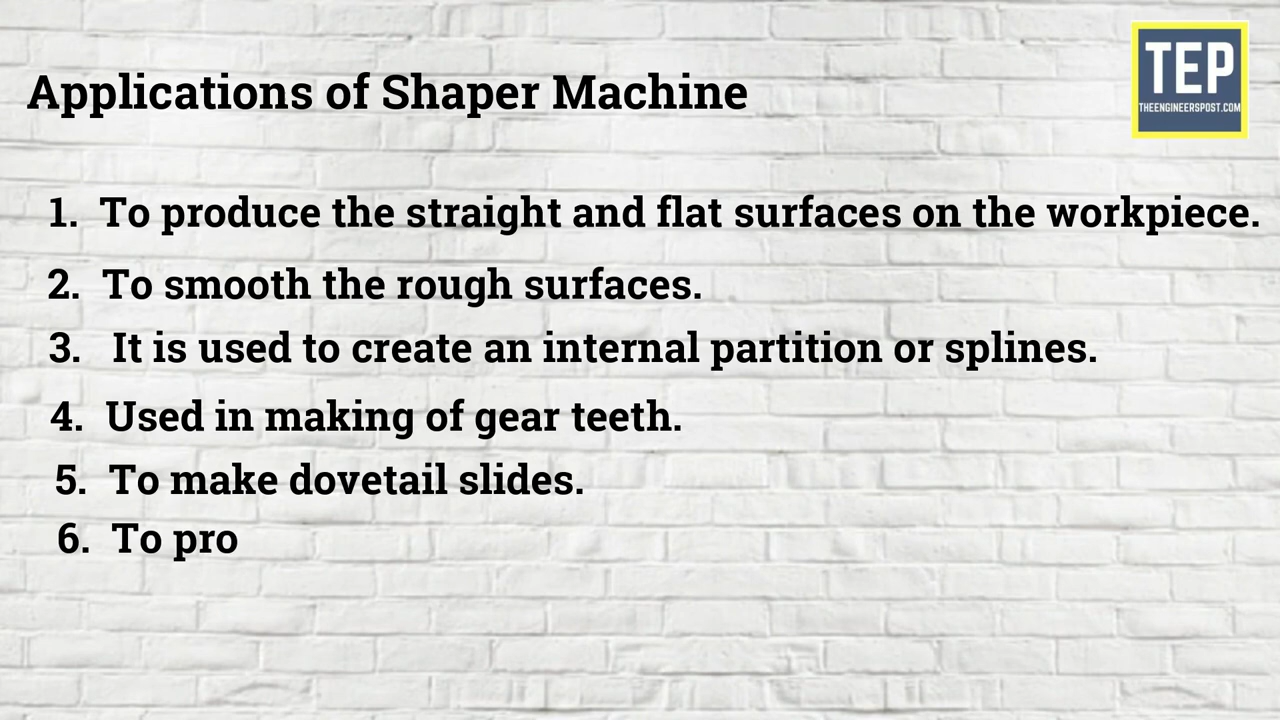 TEP
THEENGINEERSPOST.COM
Applications of Shaper Machine
1. To produce the straight and flat surfaces on the workpiece.
2. To smooth the rough surfaces.
3. It is used to create an internal partition or splines.
4. Used in making of gear teeth.
5. To make dovetail slides.
6. To pro